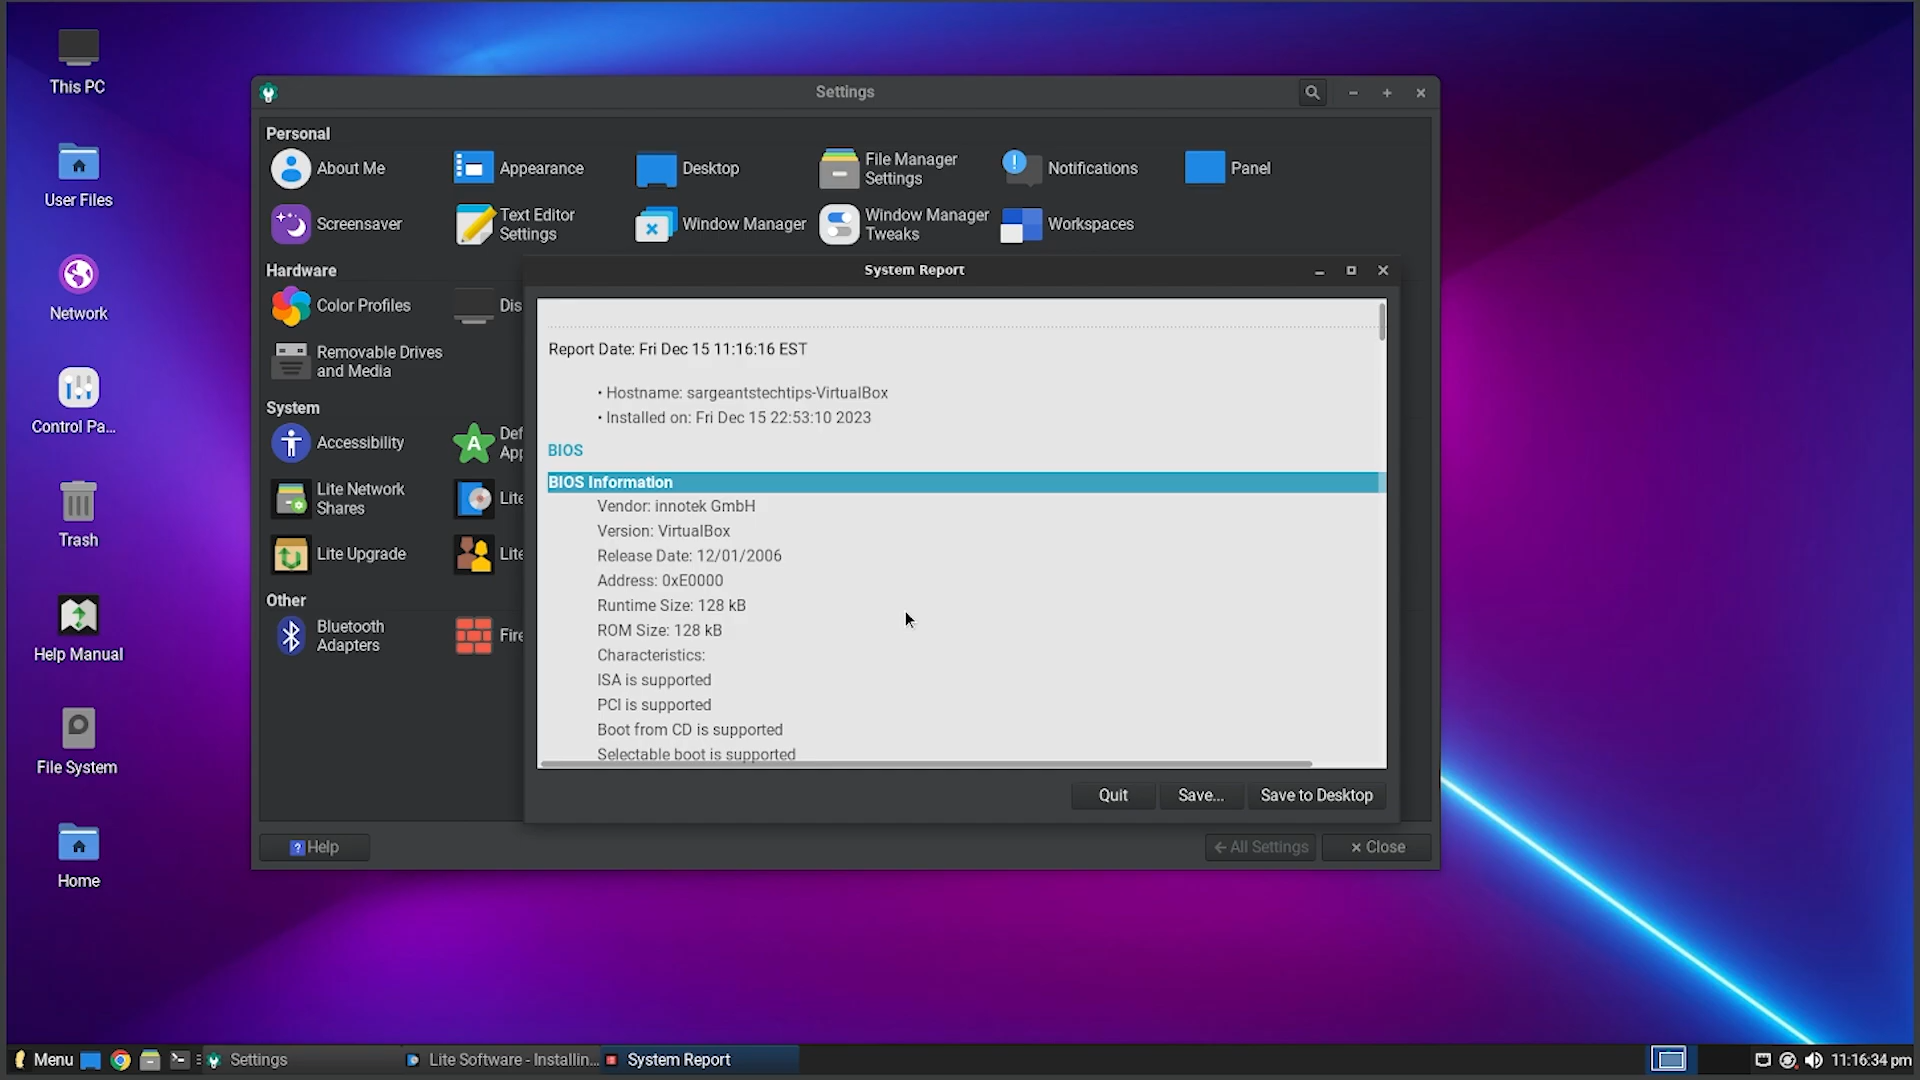 This PC
User Files
Network
Control Pa...
Trash
Help Manual
File System
Home
Settings
Personal
About Me
Appearance
Desktop
File Manager
Settings
Notifications
Panel
Screensaver
Text Editor
Settings
Window Manager
Window Manager
Tweaks
Workspaces
Hardware
Color Profiles
Dis
Removable Drives
and Media
System
Accessibility
Def
App
Lite Network
Shares
Lite
Lite Upgrade
Lite
Other
Bluetooth
Adapters
Fire
System Report
Report Date: Fri Dec 15 11:16:16 EST
• Hostname: sargeantstechtips-VirtualBox
• Installed on: Fri Dec 15 22:53:10 2023
BIOS
BIOS Information
Vendor: innotek GmbH
Version: VirtualBox
Release Date: 12/01/2006
Address: 0xE0000
Runtime Size: 128 kB
ROM Size: 128 kB
Characteristics:
ISA is supported
PCI is supported
Boot from CD is supported
Selectable boot is supported
Quit
Save...
Save to Desktop
Help
All Settings
Close
Menu
Settings
Lite Software - Installin...
System Report
11:16:34 pm